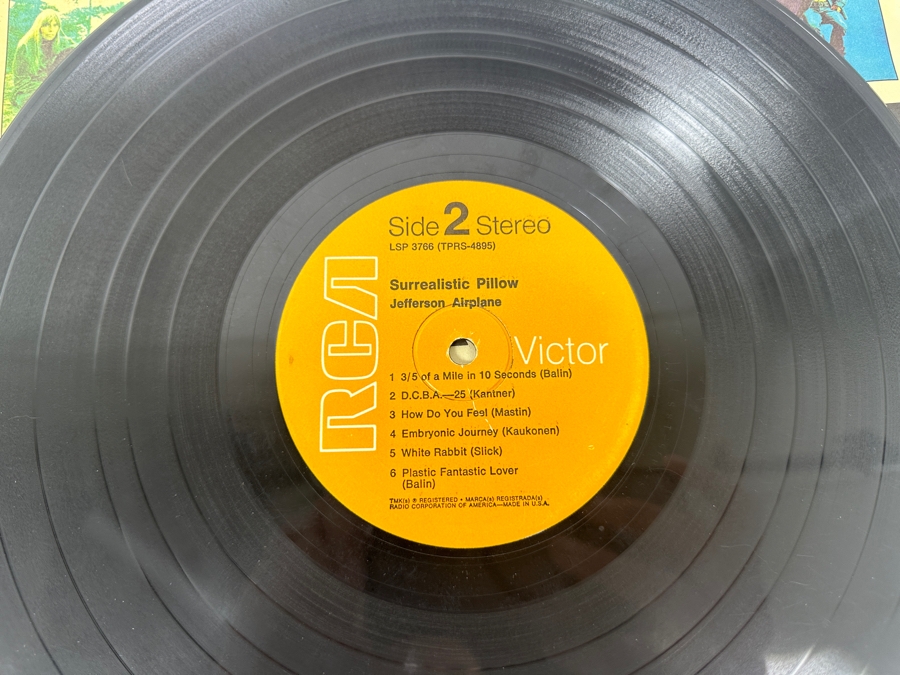 Side 2 Stereo
LSP 3766 (TPRS-4895)
RCA
Surrealistic Pillow
Jefferson Airplane
Victor
1 3/5 of a Mile in 10 Seconds (Balin)
2 D.C.B.A.—25 (Kantner)
3 How Do You Feel (Mastin)
4 Embryonic Journey (Kaukonen)
5 White Rabbit (Slick)
6 Plastic Fantastic Lover
(Balin)
TMK(s) ® REGISTERED • MARCA(s) REGISTRADA(s)
RADIO CORPORATION OF AMERICA—MADE IN U.S.A.